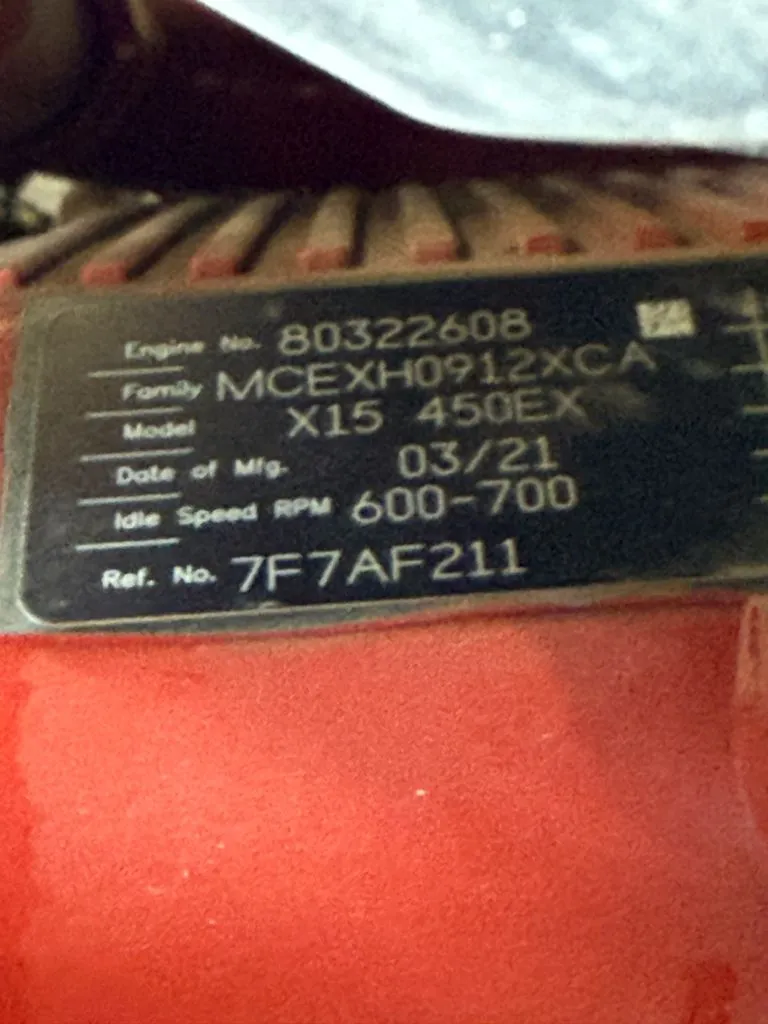 Engine No. 80322608
Family MCEXH0912XCA
Model X15 450EX
Date of Mfg. 03/21
Idle Speed RPM 600-700
Ref. No. 7F7AF211